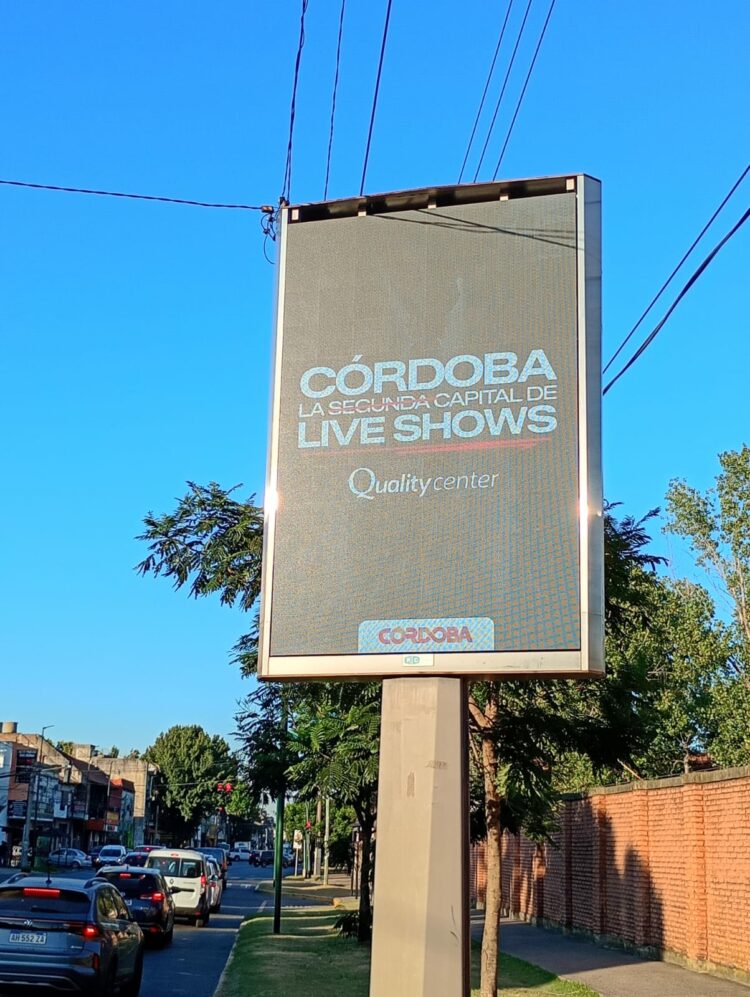 CÓRDOBA
LA SEGUNDA CAPITAL DE
LIVE SHOWS
Quality center
CÓRDOBA